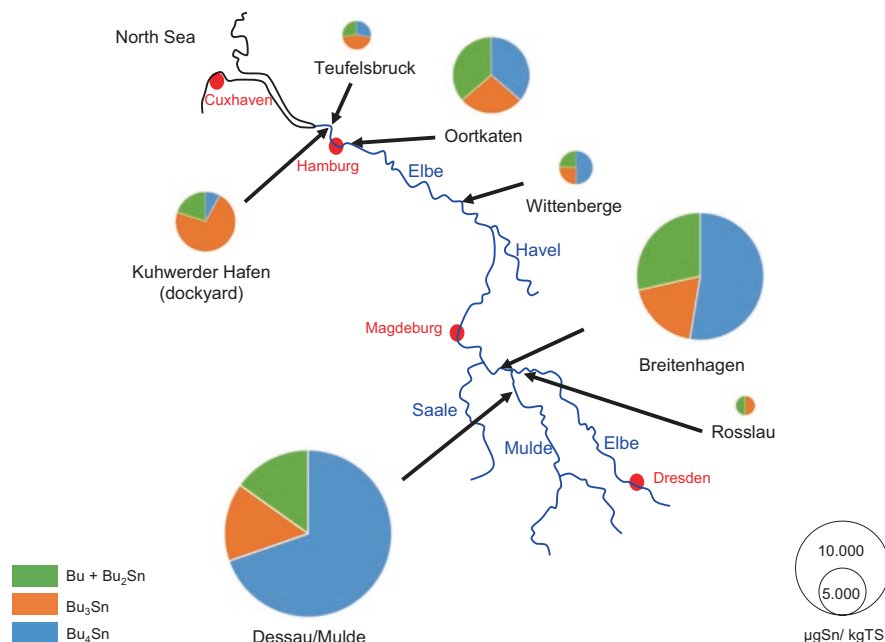 North Sea
Teufelsbruck
Cuxhaven
Oortkaten
Hamburg
Elbe
Wittenberge
Kuhwerder Hafen
(dockyard)
Havel
Magdeburg
Breitenhagen
Saale
Rosslau
Mulde
Elbe
Dresden
Bu + Bu₂Sn
Bu₃Sn
Bu₄Sn
Dessau/Mulde
10.000
5.000
µgSn/ kgTS